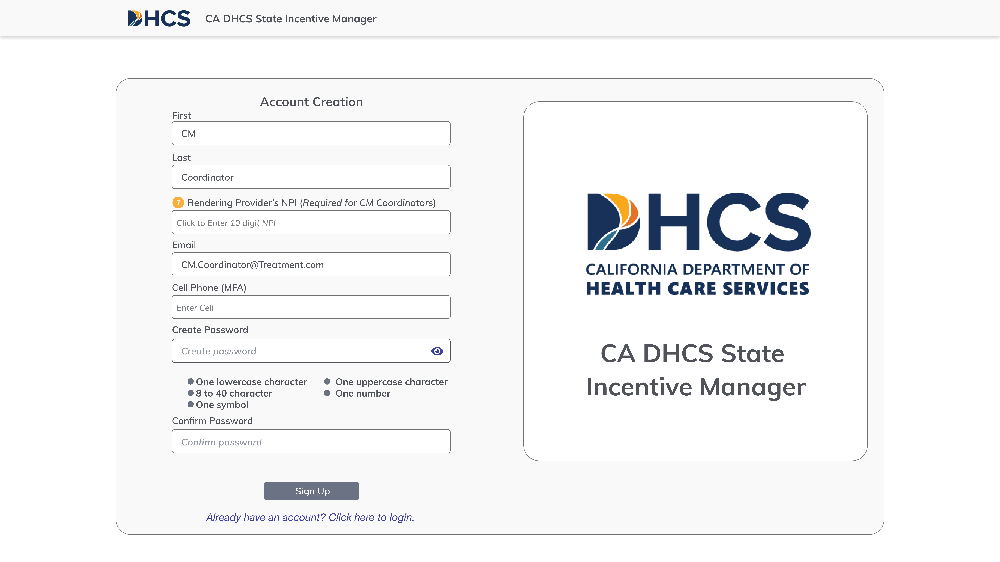 DHCS CA DHCS State Incentive Manager
Account Creation
First
CM
Last
Coordinator
? Rendering Provider’s NPI (Required for CM Coordinators)
Click to Enter 10 digit NPI
Email
CM.Coordinator@Treatment.com
Cell Phone (MFA)
Enter Cell
Create Password
Create password
One lowercase character
One uppercase character
8 to 40 character
One number
One symbol
Confirm Password
Confirm password
Sign Up
Already have an account? Click here to login.
DHCS
CALIFORNIA DEPARTMENT OF
HEALTH CARE SERVICES
CA DHCS State
Incentive Manager